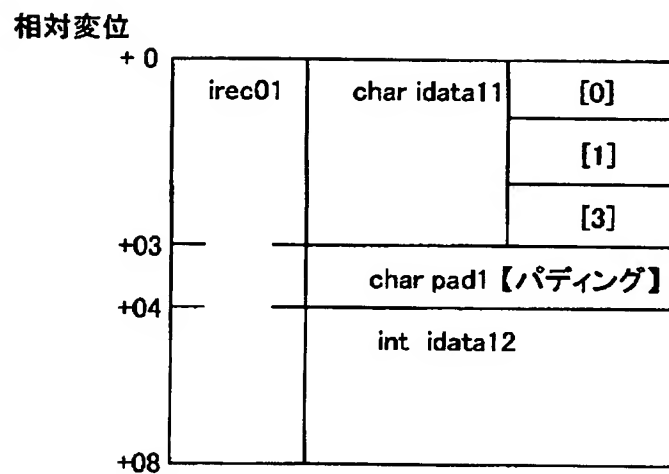 相対変位
+ 0
irec01 char idata11 [0]
[1]
[3]
+03
char pad1【パディング】
+04
int idata12
+08